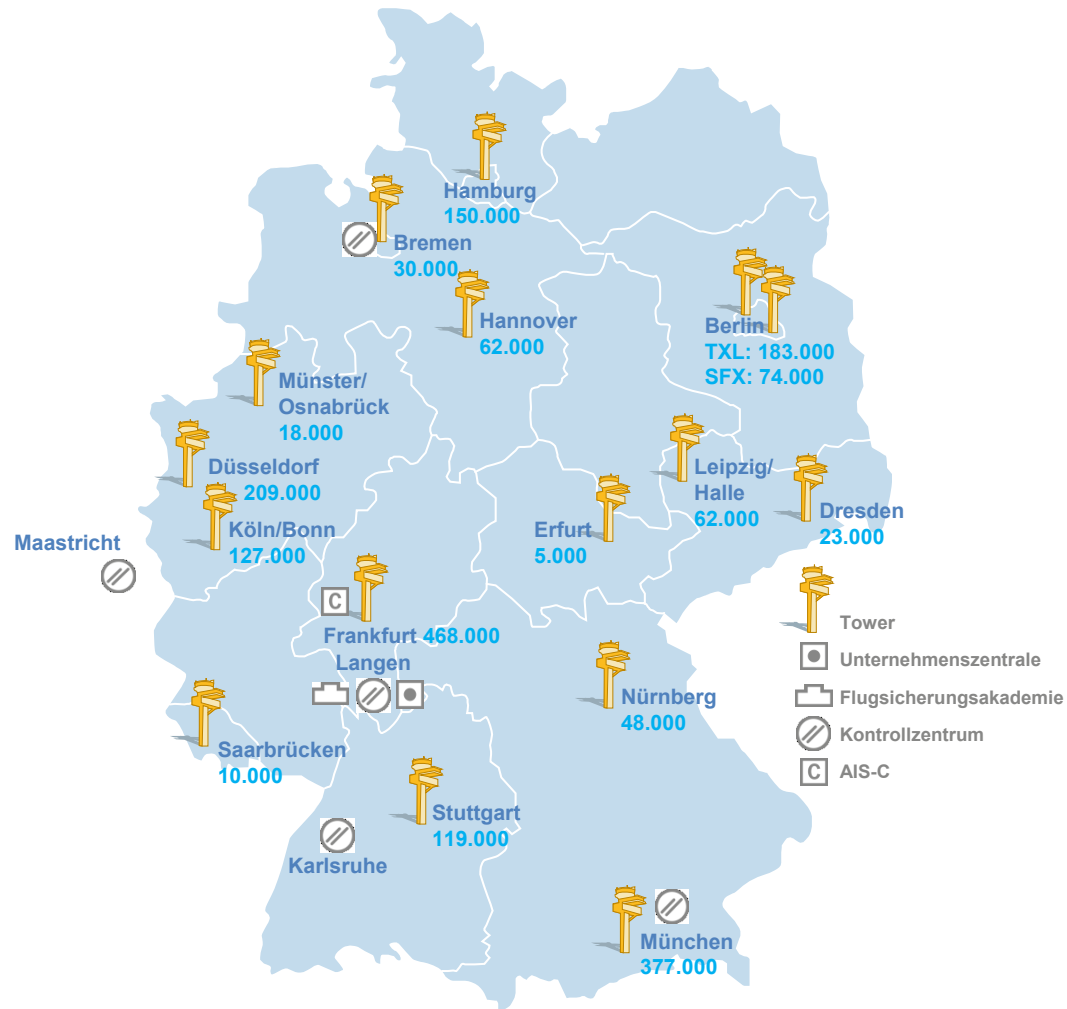 Hamburg
150.000
Bremen
30.000
Hannover
62.000
Berlin
TXL: 183.000
SFX: 74.000
Münster/
Osnabrück
18.000
Düsseldorf
209.000
Köln/Bonn
127.000
Maastricht
Leipzig/
Halle
62.000
Dresden
23.000
Erfurt
5.000
C
Frankfurt 468.000
Langen
Nürnberg
48.000
Saarbrücken
10.000
Stuttgart
119.000
Karlsruhe
München
377.000
Tower
Unternehmenszentrale
Flugsicherungsakademie
Kontrollzentrum
C AIS-C